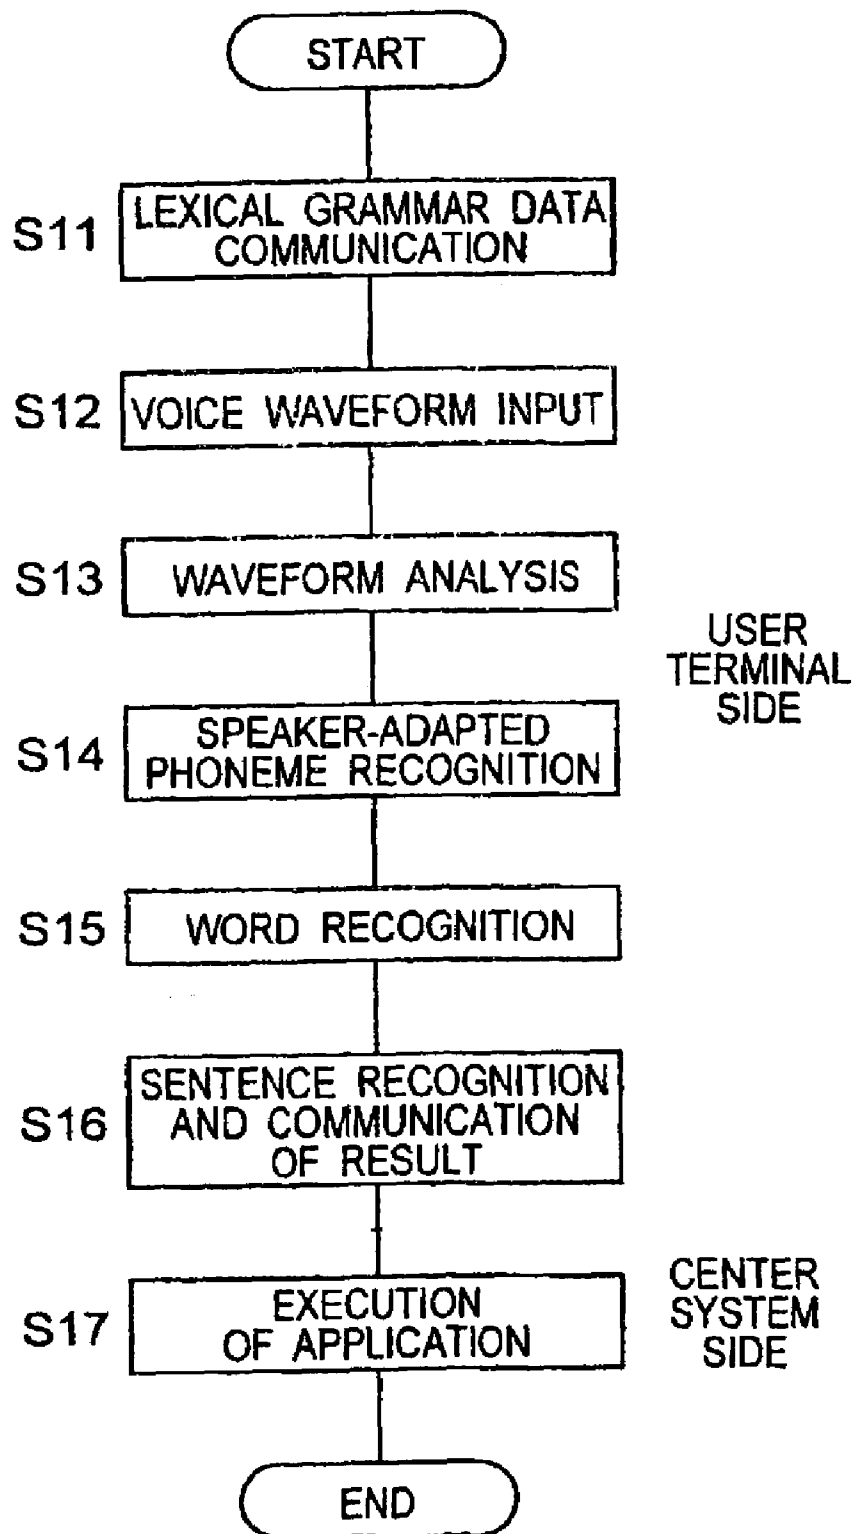 START
S11
LEXICAL GRAMMAR DATA
COMMUNICATION
S12
VOICE WAVEFORM INPUT
S13
WAVEFORM ANALYSIS
USER
TERMINAL
SIDE
S14
SPEAKER-ADAPTED
PHONEME RECOGNITION
S15
WORD RECOGNITION
S16
SENTENCE RECOGNITION
AND COMMUNICATION
OF RESULT
S17
EXECUTION
OF APPLICATION
CENTER
SYSTEM
SIDE
END